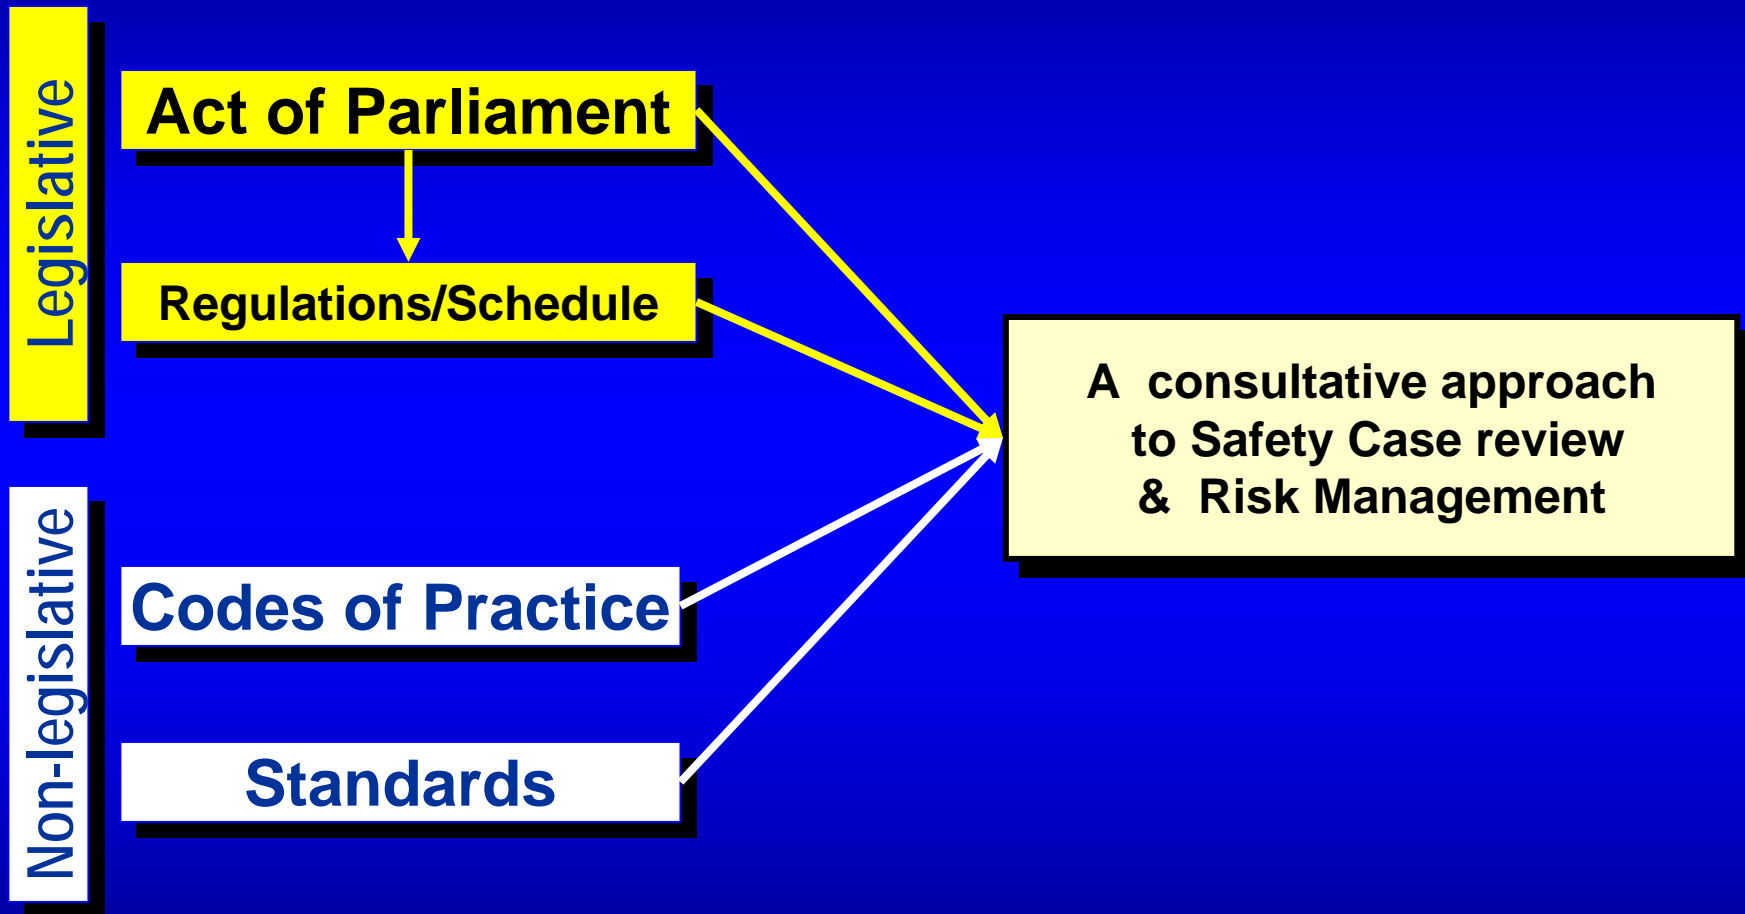 Legislative
Act of Parliament
Regulations/Schedule
A consultative approach
to Safety Case review
& Risk Management
Non-legislative
Codes of Practice
Standards